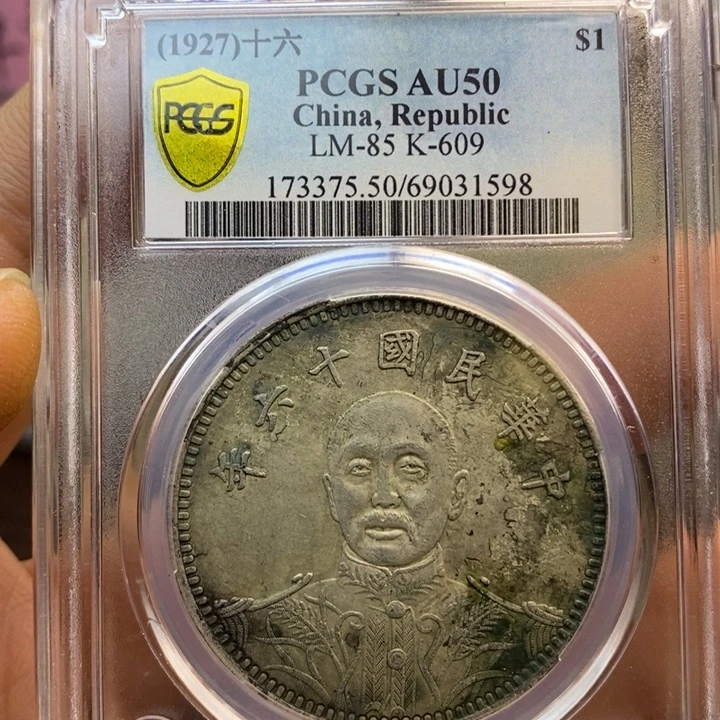 (1927)十六 $1
PCGS AU50
China, Republic
LM-85 K-609
173375.50/69031598
PCGS
中華民國十六年